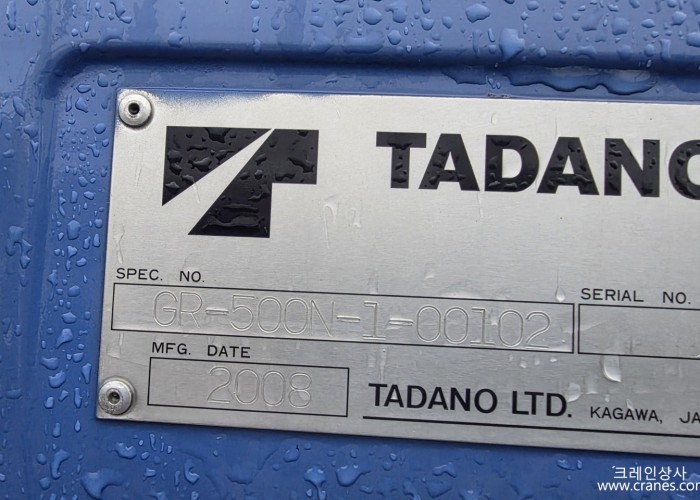 TADANO
SPEC. NO.
GR-500N-1-00102
SERIAL NO.
MFG. DATE
2008
TADANO LTD. KAGAWA, JA
크레인상사
www.cranes.com